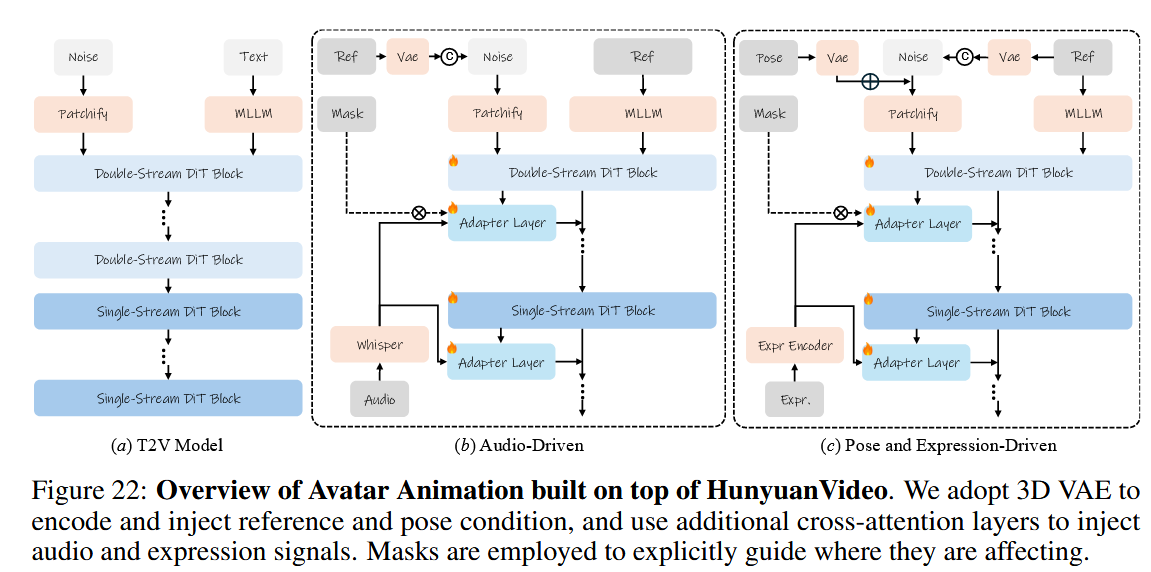 Noise
Text
Patchify
MLLM
Double-Stream DiT Block
Double-Stream DiT Block
Single-Stream DiT Block
Single-Stream DiT Block
(a) T2V Model
Ref
Vae
C
Noise
Ref
Mask
Patchify
MLLM
Double-Stream DiT Block
Adapter Layer
Single-Stream DiT Block
Whisper
Adapter Layer
Audio
(b) Audio-Driven
Pose
Vae
Noise
C
Vae
Ref
Mask
Patchify
MLLM
Double-Stream DiT Block
Adapter Layer
Single-Stream DiT Block
Expr Encoder
Adapter Layer
Expr.
(c) Pose and Expression-Driven
Figure 22: Overview of Avatar Animation built on top of HunyuanVideo. We adopt 3D VAE to
encode and inject reference and pose condition, and use additional cross-attention layers to inject
audio and expression signals. Masks are employed to explicitly guide where they are affecting.